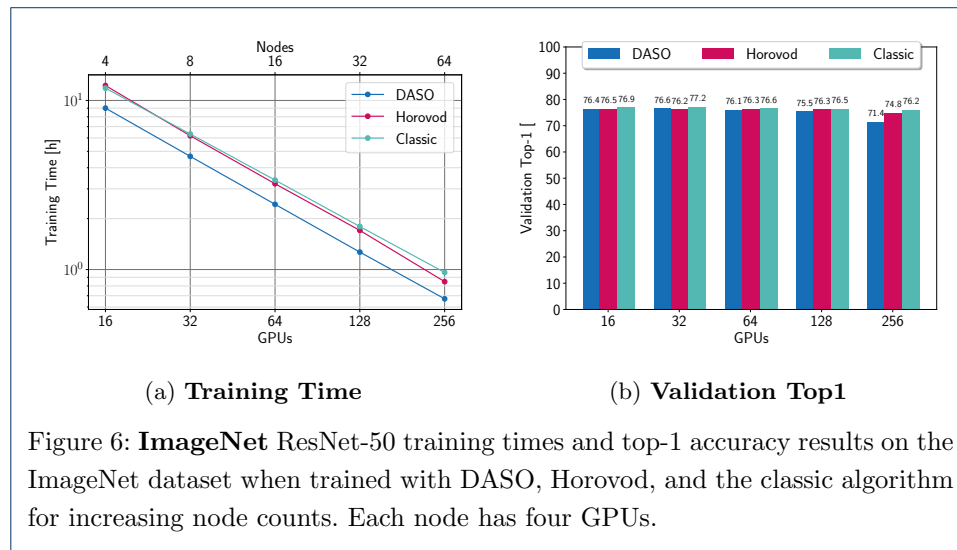 Nodes
4 8 16 32 64
10¹
10⁰
Training Time [h]
DASO
Horovod
Classic
16 32 64 128 256
GPUs
(a) Training Time
100
90
80
70
60
50
40
30
20
10
0
Validation Top-1 [
DASO Horovod Classic
76.4 76.5 76.9 76.6 76.2 77.2 76.1 76.3 76.6 75.5 76.3 76.5 71.4 74.8 76.2
16 32 64 128 256
GPUs
(b) Validation Top1
Figure 6: ImageNet ResNet-50 training times and top-1 accuracy results on the
ImageNet dataset when trained with DASO, Horovod, and the classic algorithm
for increasing node counts. Each node has four GPUs.